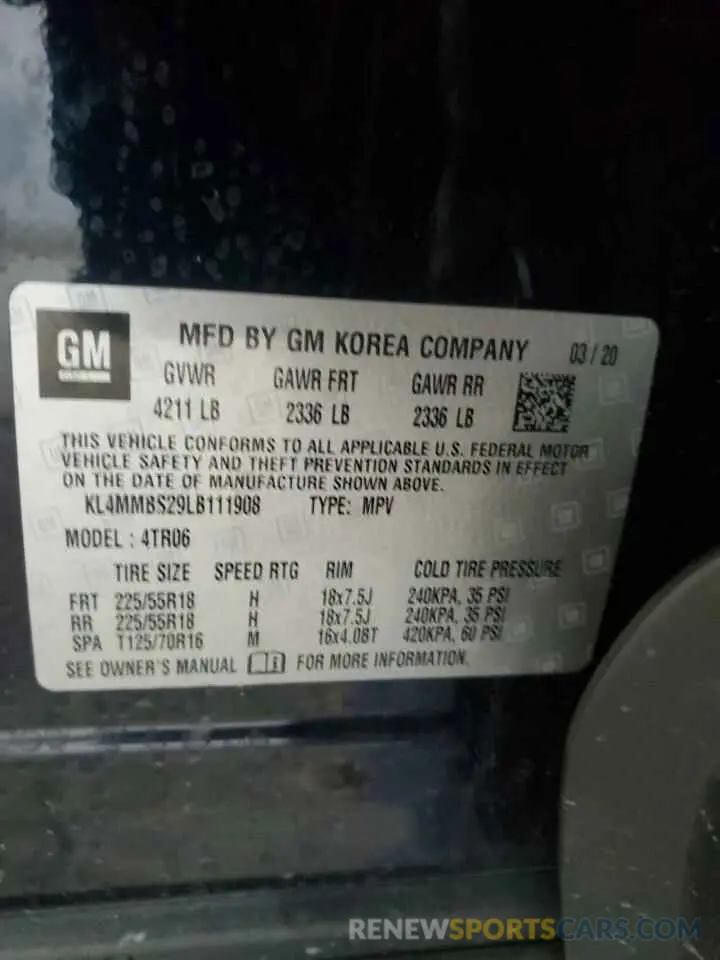 GM
MFD BY GM KOREA COMPANY 03/20
GVWR GAWR FRT GAWR RR
4211 LB 2336 LB 2336 LB
THIS VEHICLE CONFORMS TO ALL APPLICABLE U.S. FEDERAL MOTOR
VEHICLE SAFETY AND THEFT PREVENTION STANDARDS IN EFFECT
ON THE DATE OF MANUFACTURE SHOWN ABOVE.
KL4MMBS29LB111908 TYPE: MPV
MODEL : 4TR06
TIRE SIZE SPEED RTG RIM COLD TIRE PRESSURE
FRT 225/55R18 H 18x7.5J 240KPA, 35 PSI
RR 225/55R18 H 18x7.5J 240KPA, 35 PSI
SPA T125/70R16 M 16x4.0BT 420KPA, 60 PSI
SEE OWNER'S MANUAL FOR MORE INFORMATION.
RENEWSPORTSCARS.COM